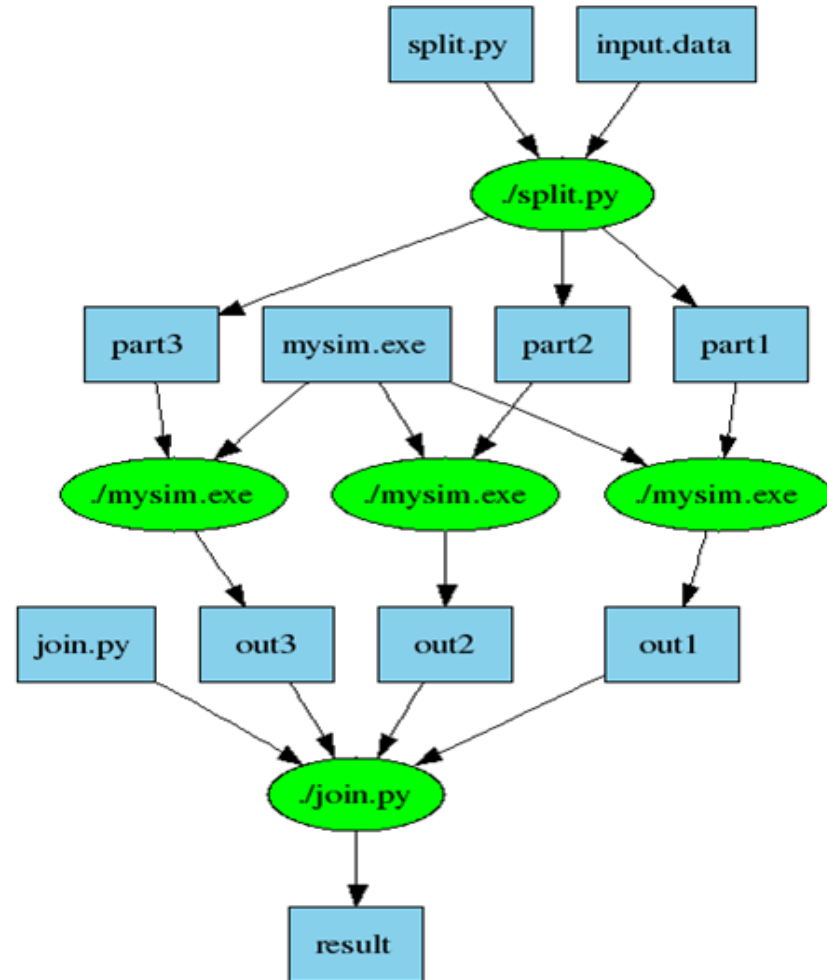 split.py
input.data
./split.py
part3
mysim.exe
part2
part1
./mysim.exe
./mysim.exe
./mysim.exe
join.py
out3
out2
out1
./join.py
result